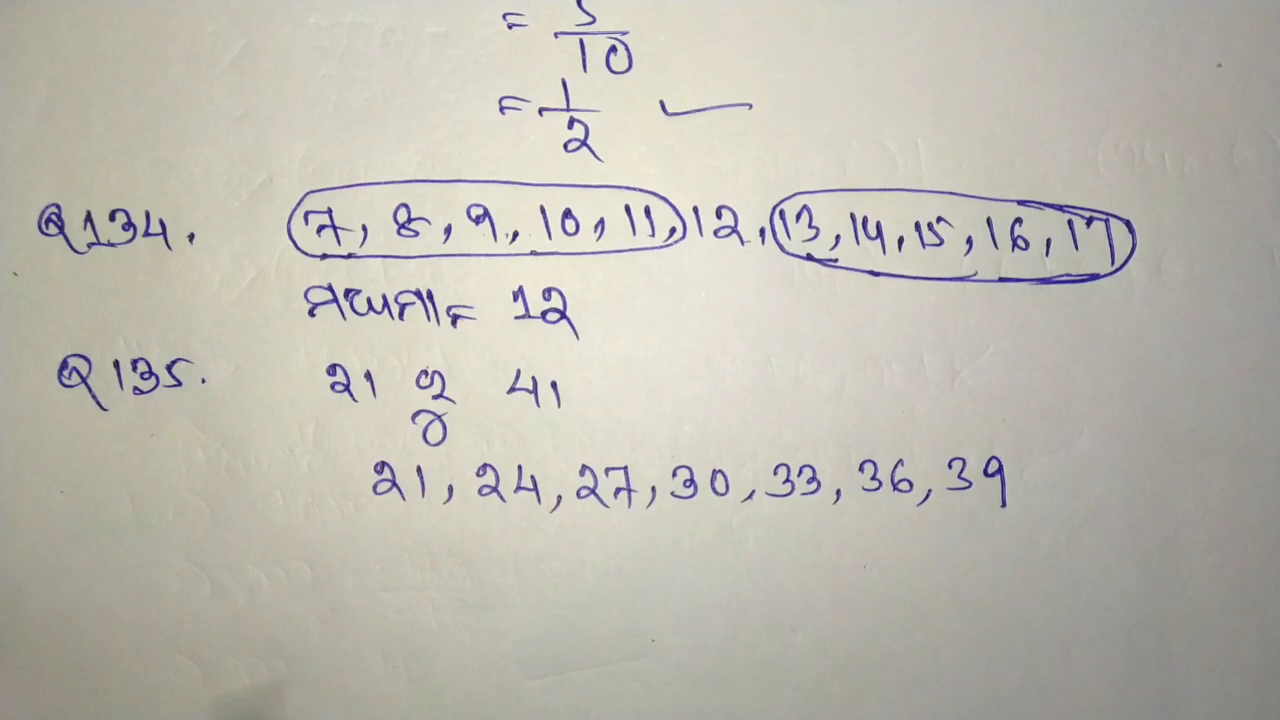 = 5/10
= 1/2
Q134. 7, 8, 9, 10, 11, 12, 13, 14, 15, 16, 17
ମଧ୍ୟମା = 12
Q135. 21 ରୁ 41
21, 24, 27, 30, 33, 36, 39